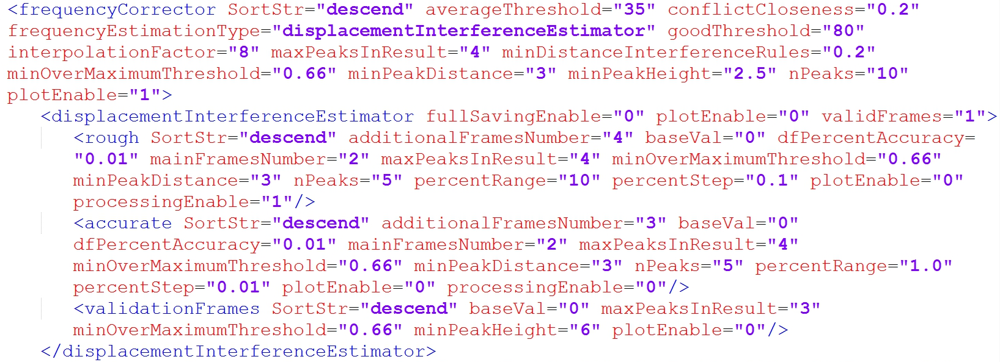 <frequencyCorrector SortStr="descend" averageThreshold="35" conflictCloseness="0.2"
frequencyEstimationType="displacementInterferenceEstimator" goodThreshold="80"
interpolationFactor="8" maxPeaksInResult="4" minDistanceInterferenceRules="0.2"
minOverMaximumThreshold="0.66" minPeakDistance="3" minPeakHeight="2.5" nPeaks="10"
plotEnable="1">
<displacementInterferenceEstimator fullSavingEnable="0" plotEnable="0" validFrames="1">
<rough SortStr="descend" additionalFramesNumber="4" baseVal="0" dfPercentAccuracy=
"0.01" mainFramesNumber="2" maxPeaksInResult="4" minOverMaximumThreshold="0.66"
minPeakDistance="3" nPeaks="5" percentRange="10" percentStep="0.1" plotEnable="0"
processingEnable="1"/>
<accurate SortStr="descend" additionalFramesNumber="3" baseVal="0"
dfPercentAccuracy="0.01" mainFramesNumber="2" maxPeaksInResult="4"
minOverMaximumThreshold="0.66" minPeakDistance="3" nPeaks="5" percentRange="1.0"
percentStep="0.01" plotEnable="0" processingEnable="0"/>
<validationFrames SortStr="descend" baseVal="0" maxPeaksInResult="3"
minOverMaximumThreshold="0.66" minPeakHeight="6" plotEnable="0"/>
</displacementInterferenceEstimator>